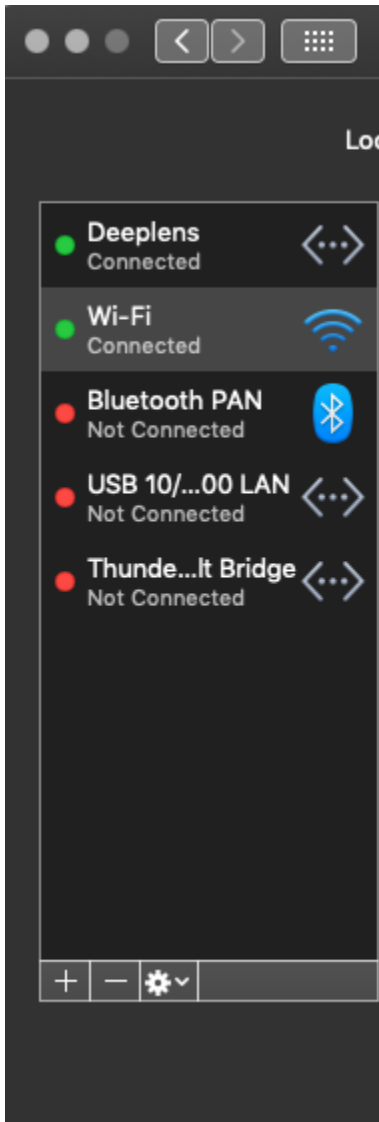 Loc
Deeplens
Connected
Wi-Fi
Connected
Bluetooth PAN
Not Connected
USB 10/...00 LAN
Not Connected
Thunde...lt Bridge
Not Connected